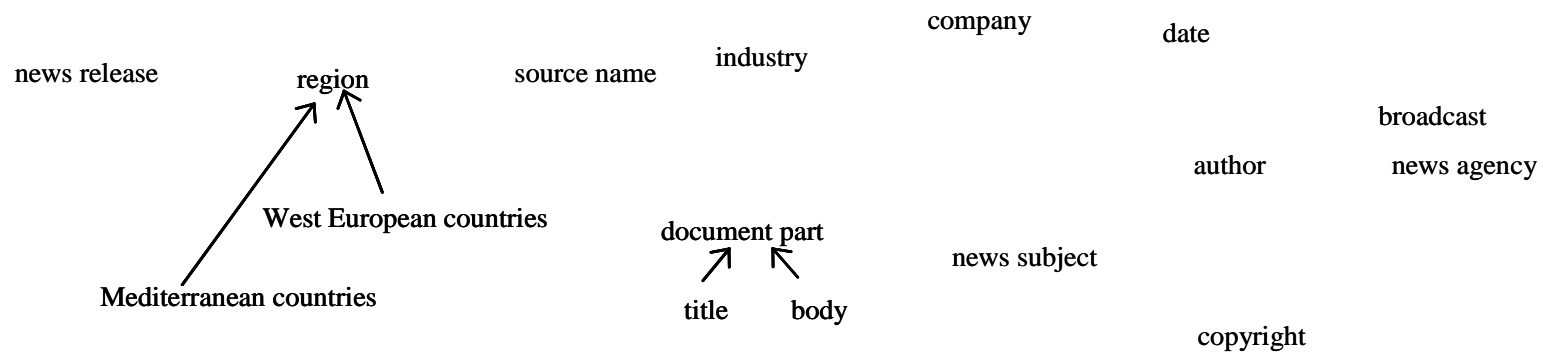 company
date
industry
news release
region
source name
broadcast
author
news agency
West European countries
document part
news subject
Mediterranean countries
title
body
copyright